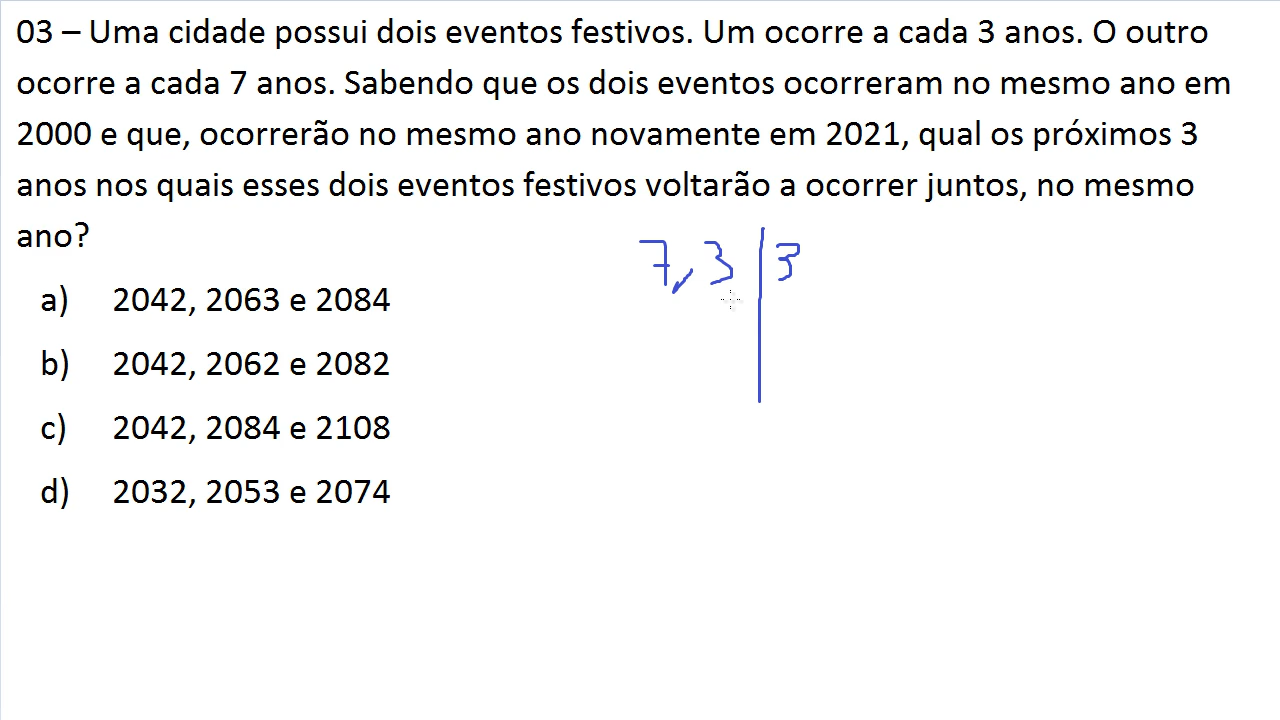 03 – Uma cidade possui dois eventos festivos. Um ocorre a cada 3 anos. O outro
ocorre a cada 7 anos. Sabendo que os dois eventos ocorreram no mesmo ano em
2000 e que, ocorrerão no mesmo ano novamente em 2021, qual os próximos 3
anos nos quais esses dois eventos festivos voltarão a ocorrer juntos, no mesmo
ano?
7, 3 | 3
a) 2042, 2063 e 2084
b) 2042, 2062 e 2082
c) 2042, 2084 e 2108
d) 2032, 2053 e 2074